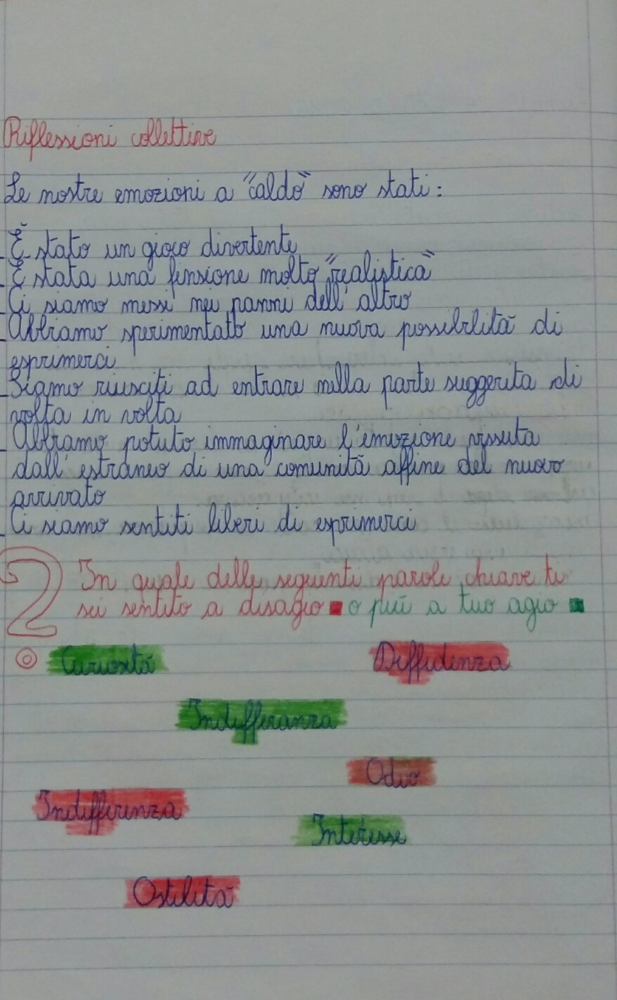 Riflessioni collettive
Le nostre emozioni a "caldo" sono stati:
- È stato un gioco divertente
- È stata una finsione molto "realistica"
- Ci siamo messi nei panni dell'altro
- Abbiamo sperimentato una nuova possibilità di
esprimerci
- Siamo riusciti ad entrare nella parte suggerita di
volta in volta
- Abbiamo potuto immaginare l'emozione vissuta
dall'estraneo di una comunità affine del nuovo
arrivato
- Ci siamo sentiti liberi di esprimerci
2 In quale delle seguenti parole chiave ti
sei sentito a disagio o più a tuo agio
Curiosità Diffidenza
Indifferanza
Odio
Indifferenza
Interesse
Ostilità